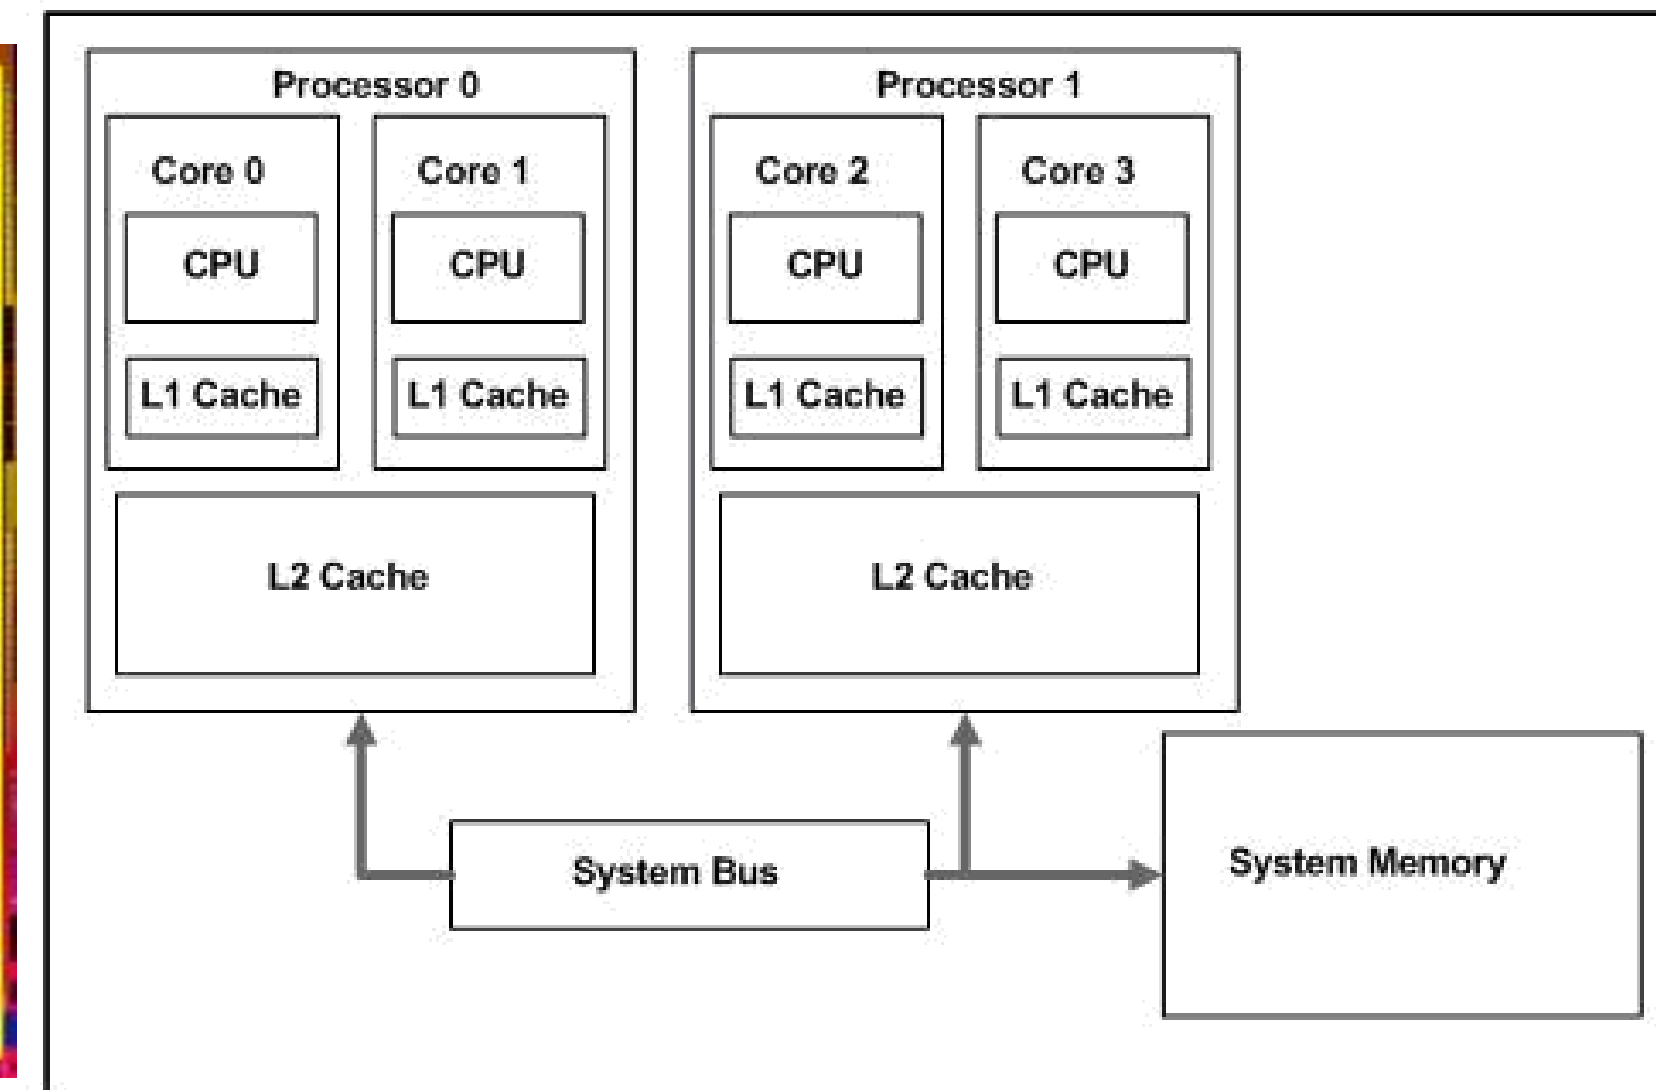 Processor 0
Core 0
CPU
L1 Cache
Core 1
CPU
L1 Cache
L2 Cache
Processor 1
Core 2
CPU
L1 Cache
Core 3
CPU
L1 Cache
L2 Cache
System Bus
System Memory